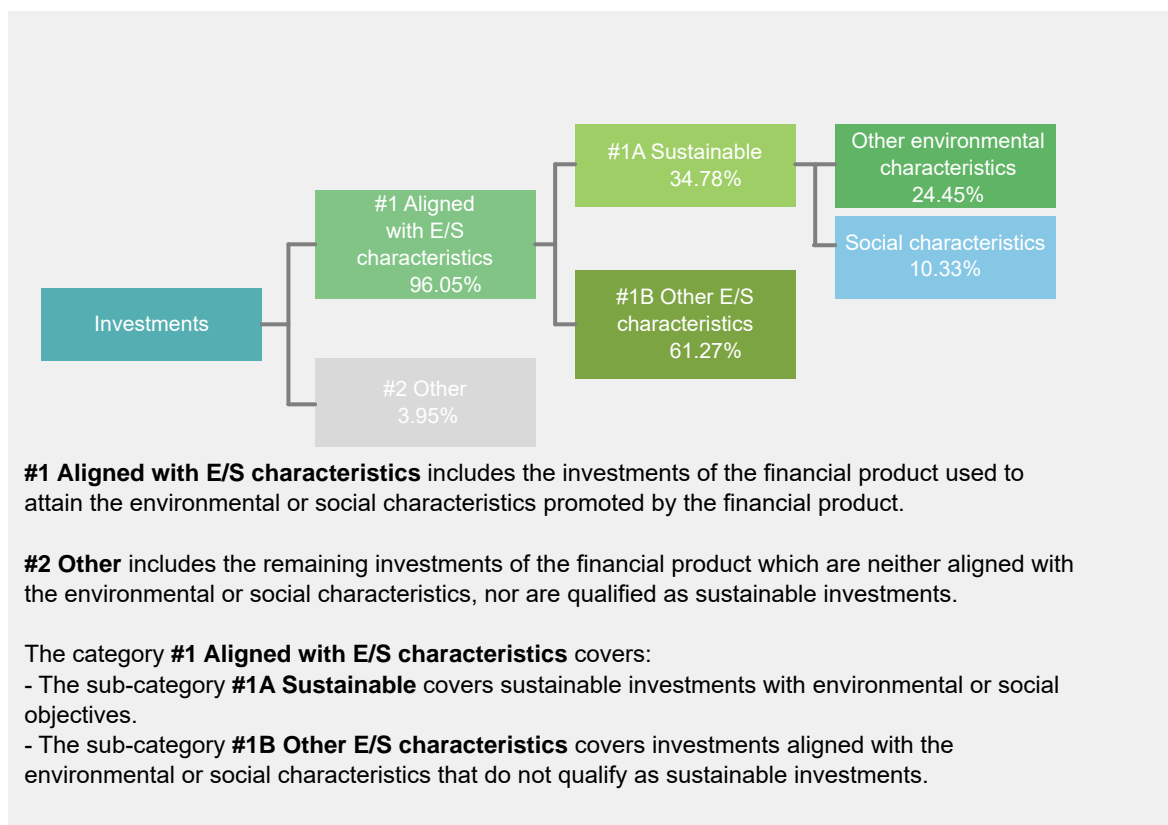 Investments
#1 Aligned
with E/S
characteristics
96.05%
#2 Other
3.95%
#1A Sustainable
34.78%
#1B Other E/S
characteristics
61.27%
Other environmental
characteristics
24.45%
Social characteristics
10.33%
#1 Aligned with E/S characteristics includes the investments of the financial product used to
attain the environmental or social characteristics promoted by the financial product.
#2 Other includes the remaining investments of the financial product which are neither aligned with
the environmental or social characteristics, nor are qualified as sustainable investments.
The category #1 Aligned with E/S characteristics covers:
- The sub-category #1A Sustainable covers sustainable investments with environmental or social
objectives.
- The sub-category #1B Other E/S characteristics covers investments aligned with the
environmental or social characteristics that do not qualify as sustainable investments.